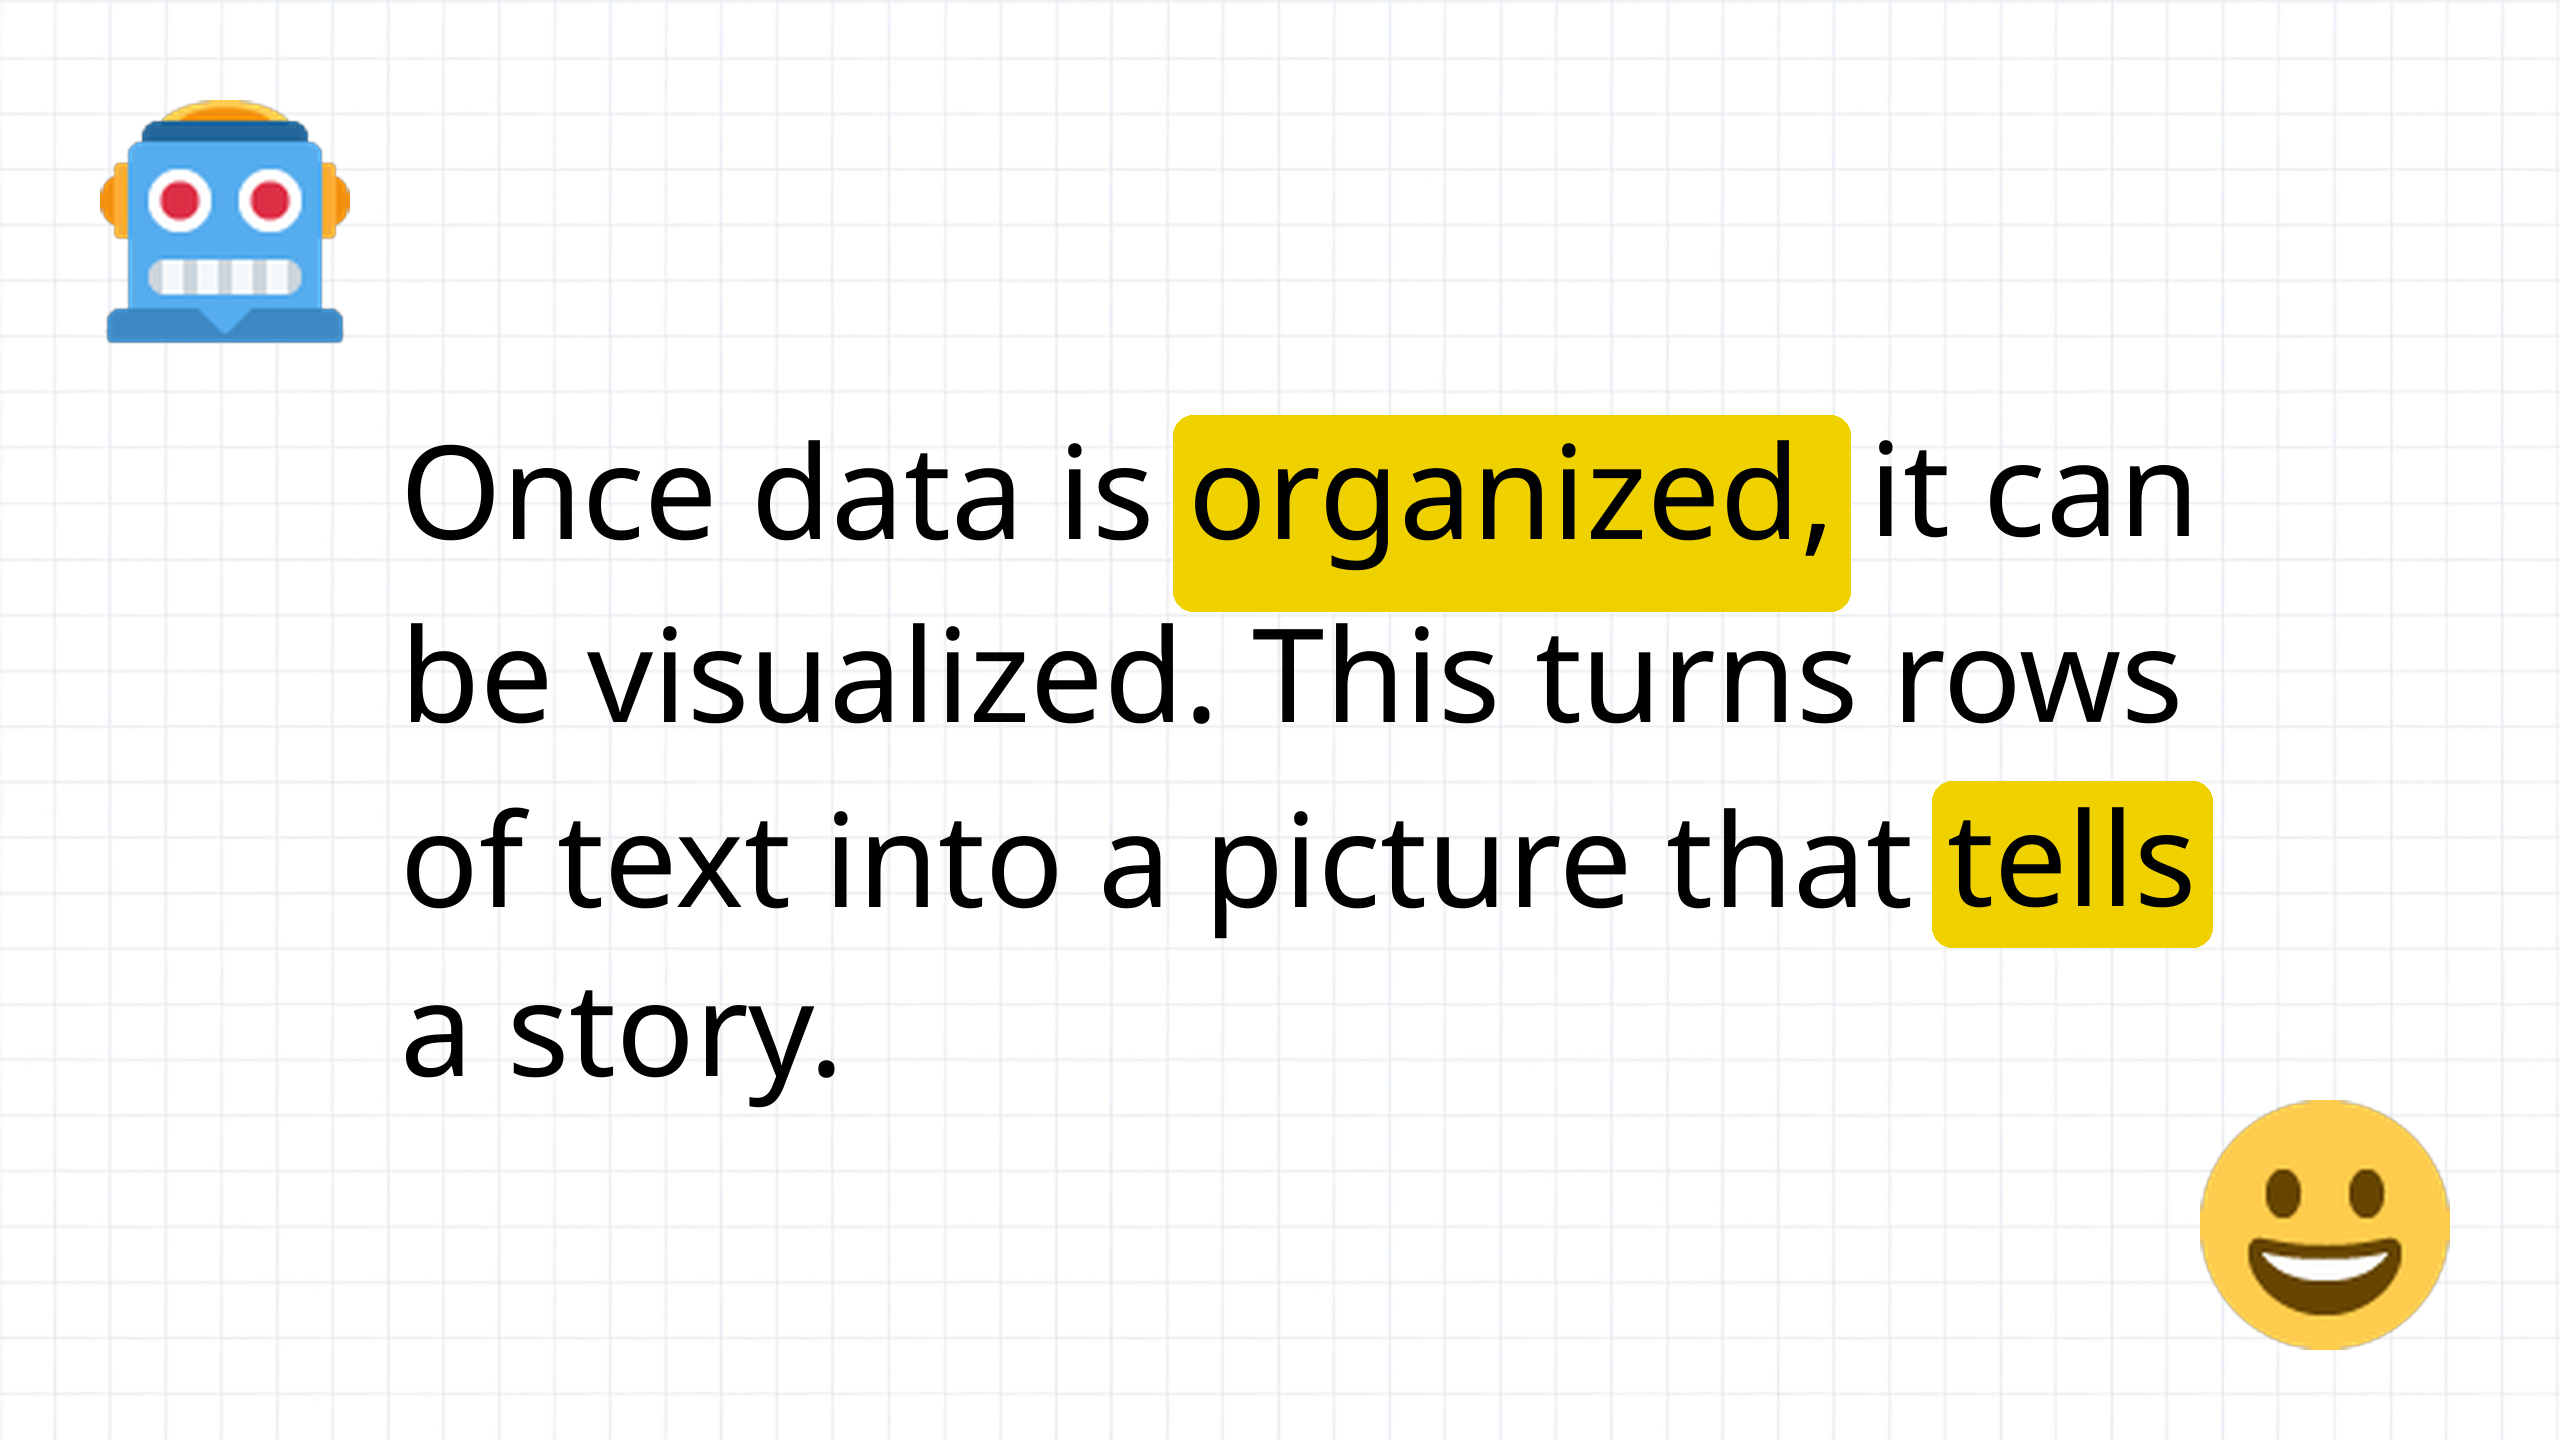 Once data is organized, it can
be visualized. This turns rows
of text into a picture that tells
a story.